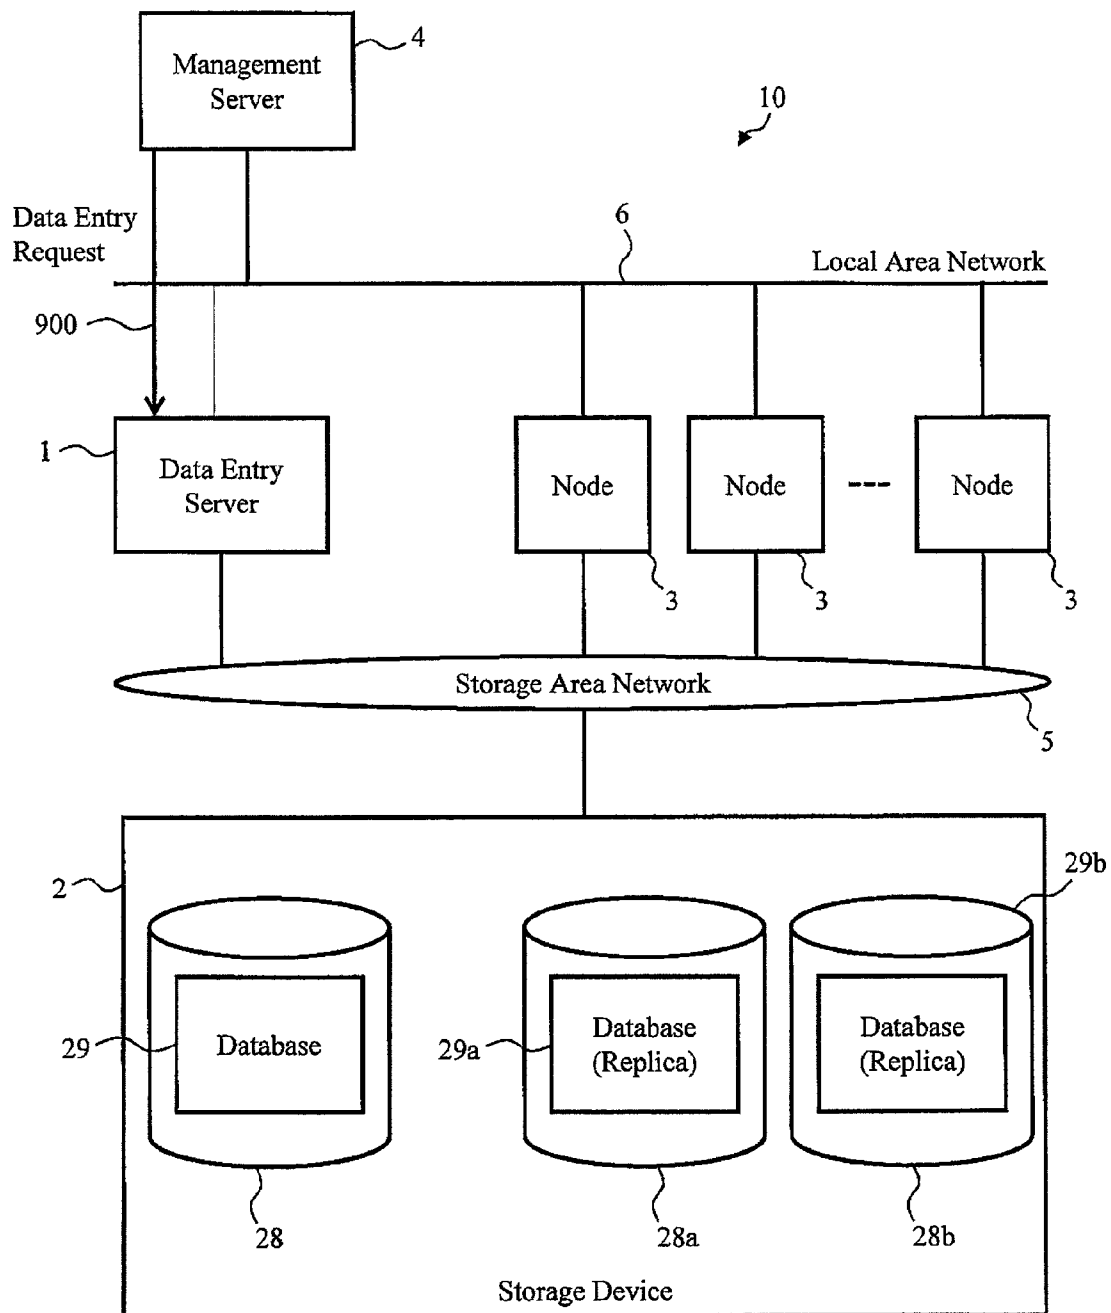 4
Management
Server
10
Data Entry
Request
6
Local Area Network
900
1
Data Entry
Server
Node
Node
Node
3
3
3
Storage Area Network
5
2
29b
29
Database
29a
Database
(Replica)
Database
(Replica)
28
28a
28b
Storage Device